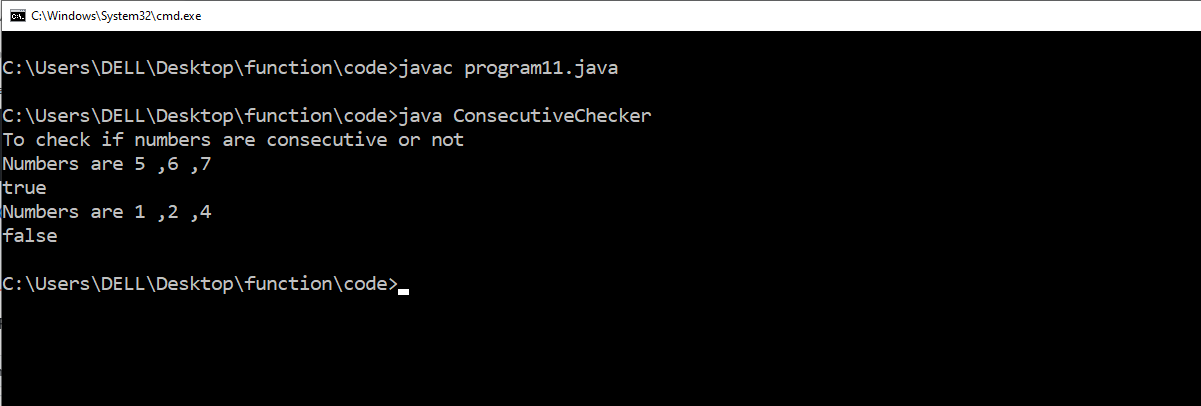 C:\Windows\System32\cmd.exe
C:\Users\DELL\Desktop\function\code>javac program11.java
C:\Users\DELL\Desktop\function\code>java ConsecutiveChecker
To check if numbers are consecutive or not
Numbers are 5 ,6 ,7
true
Numbers are 1 ,2 ,4
false
C:\Users\DELL\Desktop\function\code>